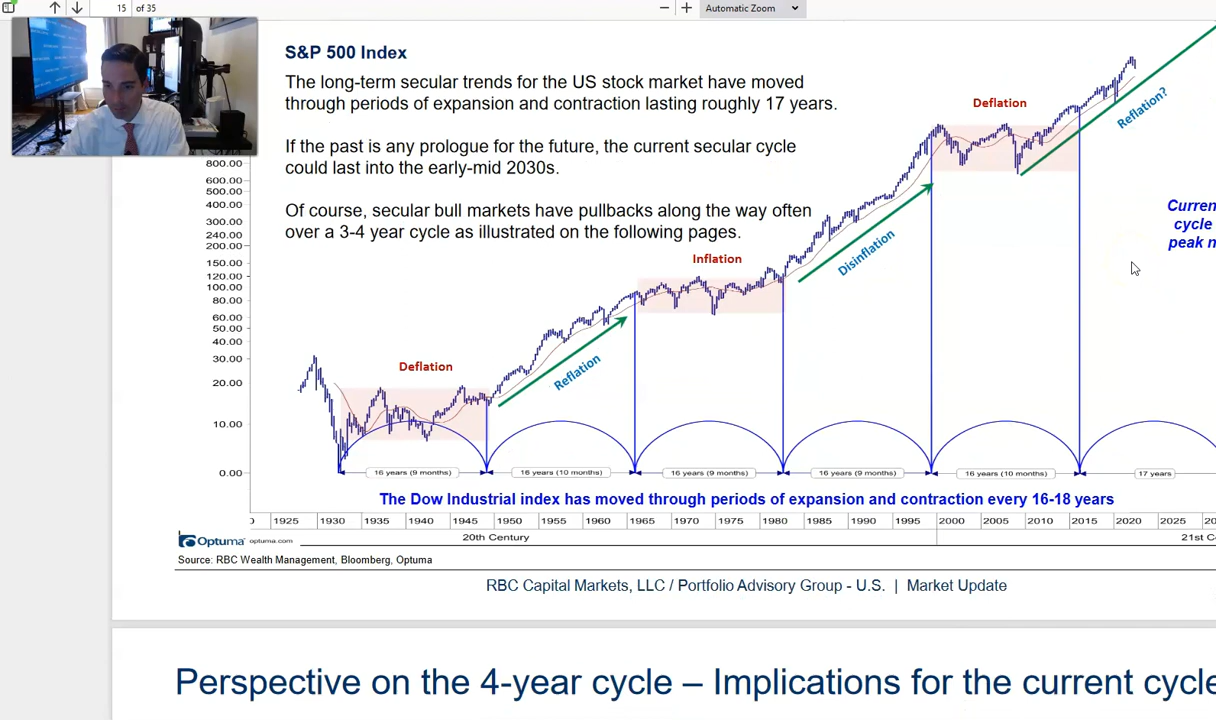 15 of 35
Automatic Zoom
S&P 500 Index
The long-term secular trends for the US stock market have moved
through periods of expansion and contraction lasting roughly 17 years.
If the past is any prologue for the future, the current secular cycle
could last into the early-mid 2030s.
Of course, secular bull markets have pullbacks along the way often
over a 3-4 year cycle as illustrated on the following pages.
Deflation
Reflation?
Curren
cycle
peak n
Disinflation
Inflation
Reflation
Deflation
800.00
600.00
500.00
400.00
300.00
240.00
200.00
150.00
120.00
100.00
80.00
60.00
50.00
40.00
30.00
20.00
10.00
0.00
16 years (9 months) 16 years (10 months) 16 years (9 months) 16 years (9 months) 16 years (10 months) 17 years
The Dow Industrial index has moved through periods of expansion and contraction every 16-18 years
0 1925 1930 1935 1940 1945 1950 1955 1960 1965 1970 1975 1980 1985 1990 1995 2000 2005 2010 2015 2020 2025 20
20th Century 21st C
Optuma optuma.com
Source: RBC Wealth Management, Bloomberg, Optuma
RBC Capital Markets, LLC / Portfolio Advisory Group - U.S. | Market Update
Perspective on the 4-year cycle – Implications for the current cycle